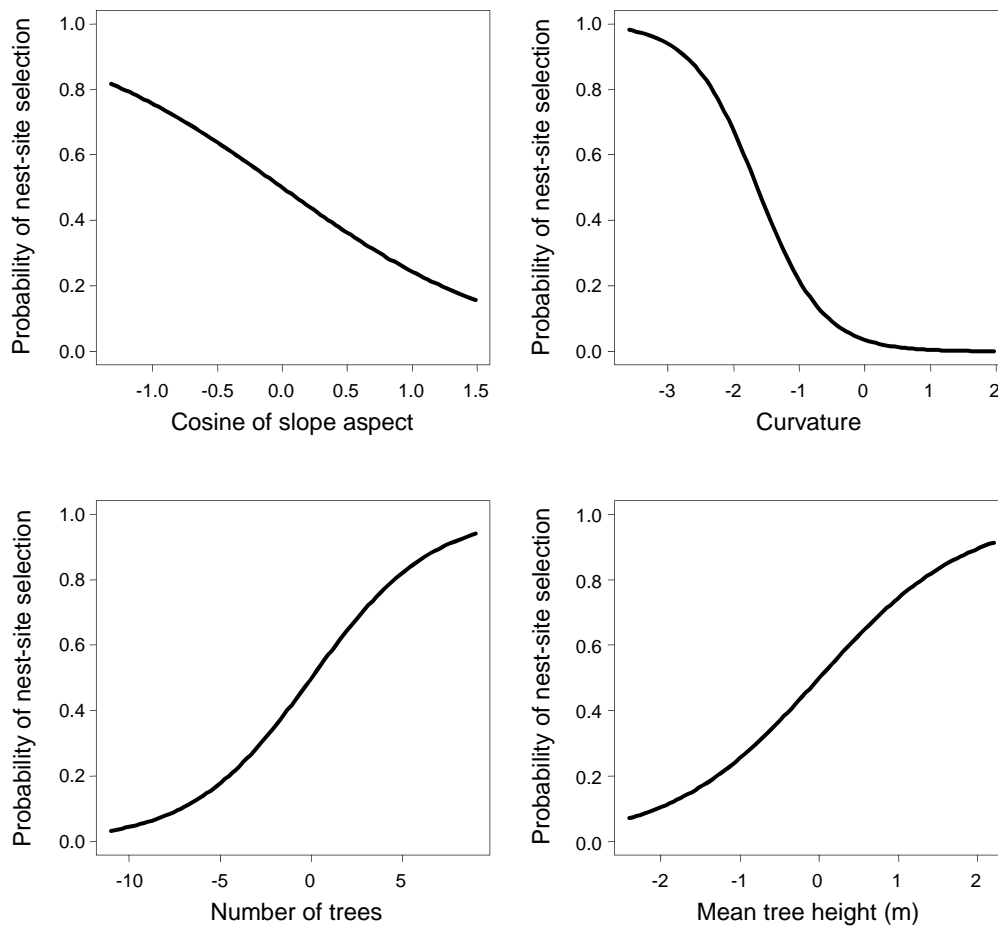 Probability of nest-site selection
1.0
0.8
0.6
0.4
0.2
0.0
-1.0 -0.5 0.0 0.5 1.0 1.5
Cosine of slope aspect
Probability of nest-site selection
1.0
0.8
0.6
0.4
0.2
0.0
-3 -2 -1 0 1 2
Curvature
Probability of nest-site selection
1.0
0.8
0.6
0.4
0.2
0.0
-10 -5 0 5
Number of trees
Probability of nest-site selection
1.0
0.8
0.6
0.4
0.2
0.0
-2 -1 0 1 2
Mean tree height (m)